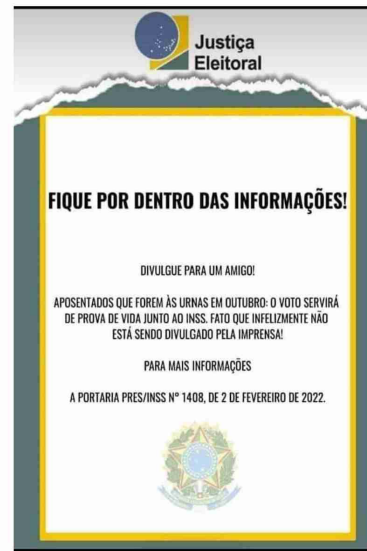 Justiça
Eleitoral
FIQUE POR DENTRO DAS INFORMAÇÕES!
DIVULGUE PARA UM AMIGO!
APOSENTADOS QUE FOREM ÀS URNAS EM OUTUBRO: O VOTO SERVIRÁ
DE PROVA DE VIDA JUNTO AO INSS. FATO QUE INFELIZMENTE NÃO
ESTÁ SENDO DIVULGADO PELA IMPRENSA!
PARA MAIS INFORMAÇÕES
A PORTARIA PRES/INSS Nº 1408, DE 2 DE FEVEREIRO DE 2022.